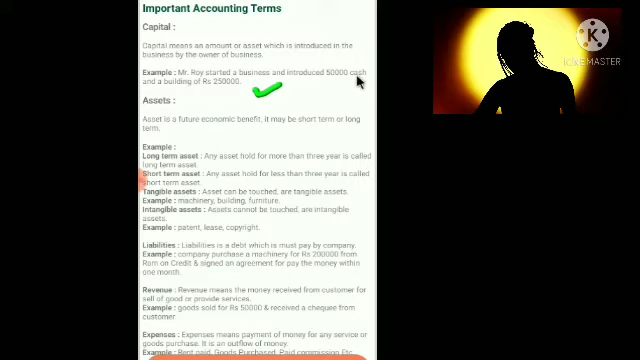 Important Accounting Terms
Capital :
Capital means an amount or asset which is introduced in the
business by the owner of business.
Example : Mr. Roy started a business and introduced 50000 cash
and a building of Rs 250000.
Assets :
Asset is a future economic benefit, it may be short term or long
term.
Example :
Long term asset : Any asset hold for more than three year is called
long term asset.
Short term asset : Any asset hold for less than three year is called
short term asset.
Tangible assets : Asset can be touched, are tangible assets.
Example : machinery, building, furniture.
Intangible assets : Assets cannot be touched, are intangible
assets.
Example : patent, lease, copyright.
Liabilities : Liabilities is a debt which is must pay by company.
Example : company purchase a machinery for Rs 200000 from
Ram on Credit & signed an agreement for pay the money within
one month.
Revenue : Revenue means the money received from customer for
sell of good or provide services.
Example : goods sold for Rs 50000 & received a chequee from
customer.
Expenses : Expenses means payment of money for any service or
goods purchase. It is an outflow of money.
Example : Rent paid, Goods Purchased, Paid commission Etc
KINEMASTER